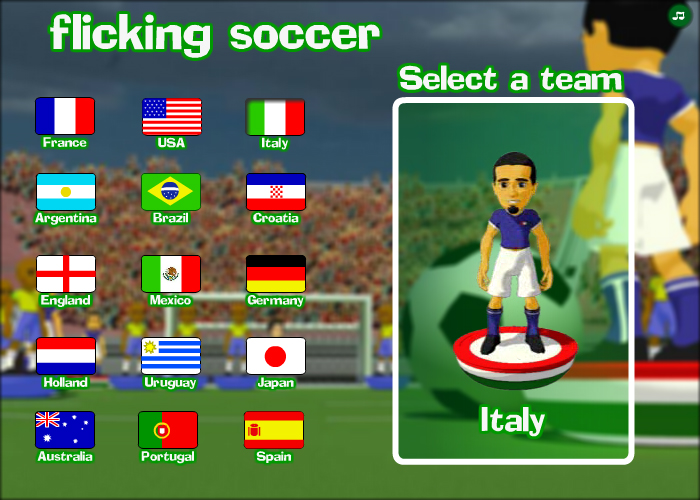 flicking soccer
Select a team
France
USA
Italy
Argentina
Brazil
Croatia
England
Mexico
Germany
Holland
Uruguay
Japan
Australia
Portugal
Spain
Italy